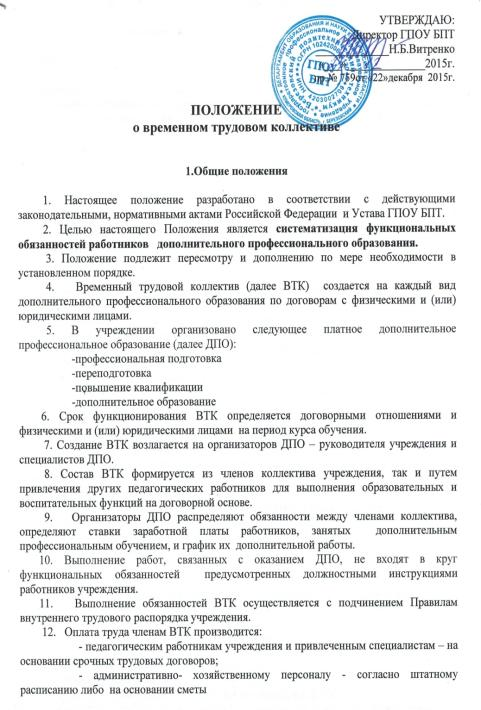 УТВЕРЖДАЮ:
Директор ГПОУ БПТ
Н.Б.Витренко
2015г.
пр.№ 759от «22»декабря 2015г.
ГПОУ
БПТ
ПОЛОЖЕНИЕ
о временном трудовом коллективе
1.Общие положения
1. Настоящее положение разработано в соответствии с действующими
законодательными, нормативными актами Российской Федерации и Устава ГПОУ БПТ.
2. Целью настоящего Положения является систематизация функциональных
обязанностей работников дополнительного профессионального образования.
3. Положение подлежит пересмотру и дополнению по мере необходимости в
установленном порядке.
4. Временный трудовой коллектив (далее ВТК) создается на каждый вид
дополнительного профессионального образования по договорам с физическими и (или)
юридическими лицами.
5. В учреждении организовано следующее платное дополнительное
профессиональное образование (далее ДПО):
-профессиональная подготовка
-переподготовка
-повышение квалификации
-дополнительное образование
6. Срок функционирования ВТК определяется договорными отношениями и
физическими и (или) юридическими лицами на период курса обучения.
7. Создание ВТК возлагается на организаторов ДПО – руководителя учреждения и
специалистов ДПО.
8. Состав ВТК формируется из членов коллектива учреждения, так и путем
привлечения других педагогических работников для выполнения образовательных и
воспитательных функций на договорной основе.
9. Организаторы ДПО распределяют обязанности между членами коллектива,
определяют ставки заработной платы работников, занятых дополнительным
профессиональным обучением, и график их дополнительной работы.
10. Выполнение работ, связанных с оказанием ДПО, не входят в круг
функциональных обязанностей предусмотренных должностными инструкциями
работников учреждения.
11. Выполнение обязанностей ВТК осуществляется с подчинением Правилам
внутреннего трудового распорядка учреждения.
12. Оплата труда членам ВТК производится:
- педагогическим работникам учреждения и привлеченным специалистам – на
основании срочных трудовых договоров;
- административно- хозяйственному персоналу - согласно штатному
расписанию либо на основании сметы